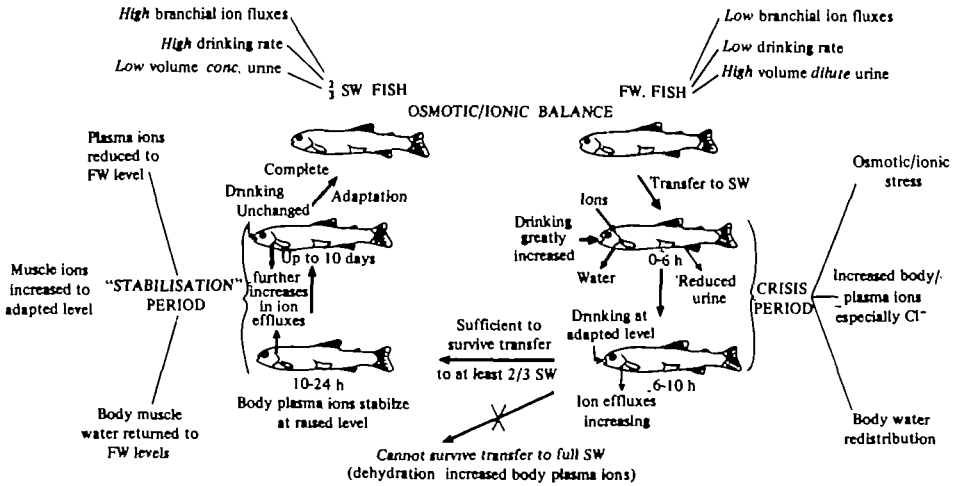 High branchial ion fluxes
High drinking rate
Low volume conc. urine
2/3 SW FISH
Low branchial ion fluxes
Low drinking rate
High volume dilute urine
FW. FISH
OSMOTIC/IONIC BALANCE
Plasma ions
reduced to
FW level
Muscle ions
increased to
adapted level
Body muscle
water returned to
FW levels
"STABILISATION"
PERIOD
Complete
Adaptation
Drinking
Unchanged
Up to 10 days
further
increases
in ion
effluxes
10-24 h
Body plasma ions stabilze
at raised level
Transfer to SW
Ions
Drinking
greatly
increased
0-6 h
Water
Reduced
urine
Drinking at
adapted level
6-10 h
Ion effluxes
increasing
Sufficient to
survive transfer
to at least 2/3 SW
Cannot survive transfer to full SW
(dehydration increased body plasma ions)
CRISIS
PERIOD
Osmotic/ionic
stress
Increased body/
plasma ions
especially Cl⁻
Body water
redistribution